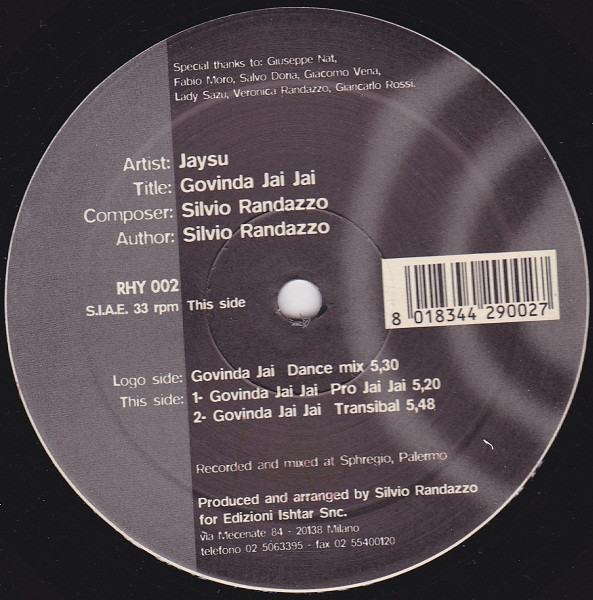 Special thanks to: Giuseppe Nat,
Fabio Moro, Salvo Doria, Giacomo Vena,
Lady Sazu, Veronica Randazzo, Giancarlo Rossi.
Artist: Jaysu
Title: Govinda Jai Jai
Composer: Silvio Randazzo
Author: Silvio Randazzo
RHY 002
S.I.A.E. 33 rpm This side
8 018344 290027
Logo side: Govinda Jai Dance mix 5,30
This side: 1- Govinda Jai Jai Pro Jai Jai 5,20
2- Govinda Jai Jai Transibal 5,48
Recorded and mixed at Sphregio, Palermo
Produced and arranged by Silvio Randazzo
for Edizioni Ishtar Snc.
via Mecenate 84 - 20138 Milano
telefono 02 5063395 - fax 02 55400120